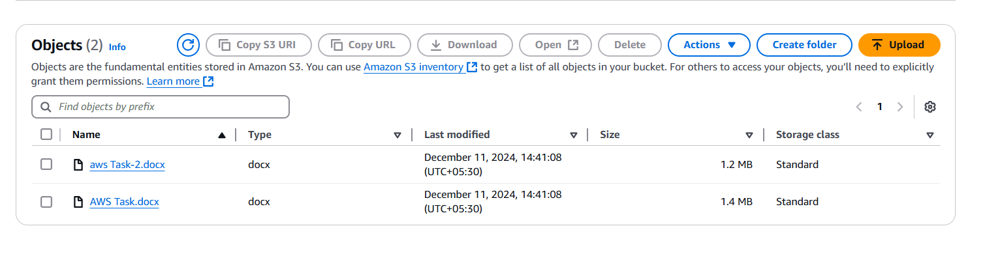 Objects (2) Info Copy S3 URI Copy URL Download Open Delete Actions Create folder Upload
Objects are the fundamental entities stored in Amazon S3. You can use Amazon S3 inventory to get a list of all objects in your bucket. For others to access your objects, you’ll need to explicitly
grant them permissions. Learn more
Find objects by prefix 1
Name Type Last modified Size Storage class
aws Task-2.docx docx December 11, 2024, 14:41:08 (UTC+05:30) 1.2 MB Standard
AWS Task.docx docx December 11, 2024, 14:41:08 (UTC+05:30) 1.4 MB Standard